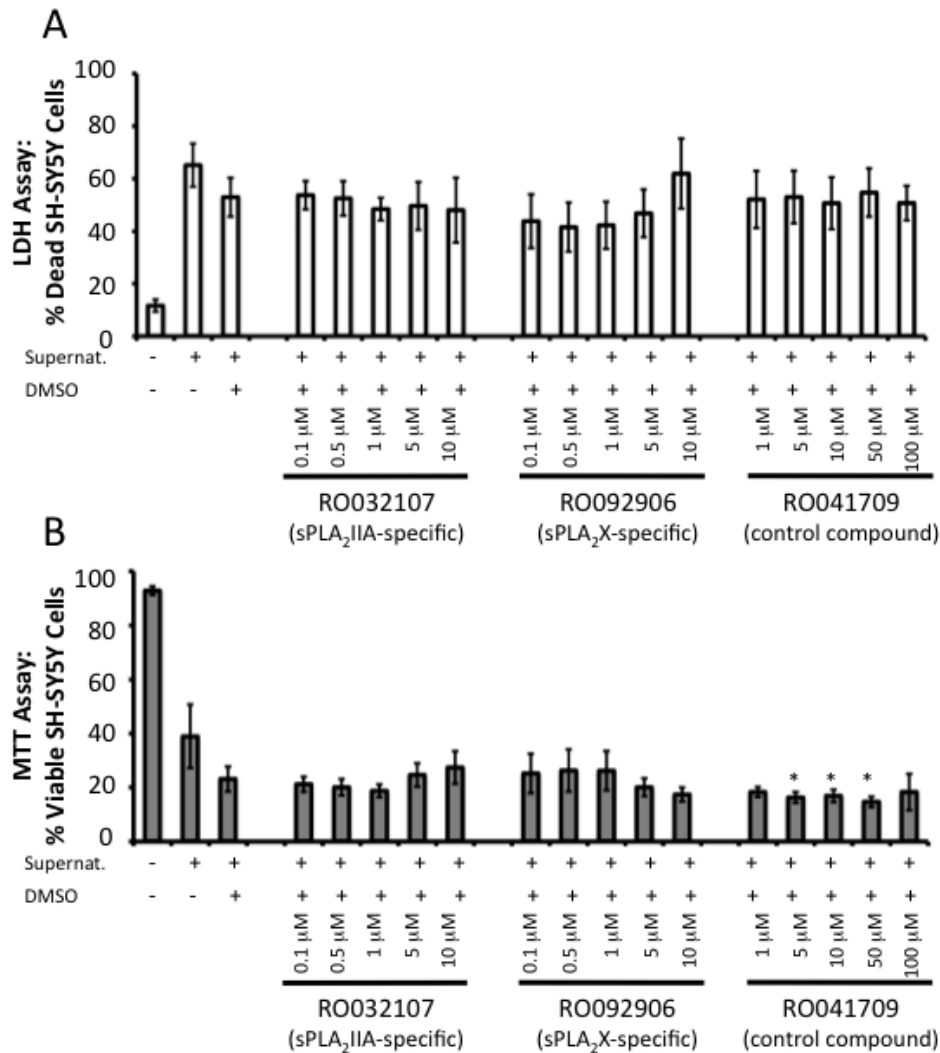 A
LDH Assay:
% Dead SH-SY5Y Cells
100
80
60
40
20
0
Supernat. - + + + + + + + + + + + + + + + + +
DMSO - - + + + + + + + + + + + + + + + +
0.1 μM 0.5 μM 1 μM 5 μM 10 μM 0.1 μM 0.5 μM 1 μM 5 μM 10 μM 1 μM 5 μM 10 μM 50 μM 100 μM
RO032107 RO092906 RO041709
(sPLA₂IIA-specific) (sPLA₂X-specific) (control compound)
B
MTT Assay:
% Viable SH-SY5Y Cells
100
80
60
40
20
0
* * *
Supernat. - + + + + + + + + + + + + + + + + +
DMSO - - + + + + + + + + + + + + + + + +
0.1 μM 0.5 μM 1 μM 5 μM 10 μM 0.1 μM 0.5 μM 1 μM 5 μM 10 μM 1 μM 5 μM 10 μM 50 μM 100 μM
RO032107 RO092906 RO041709
(sPLA₂IIA-specific) (sPLA₂X-specific) (control compound)